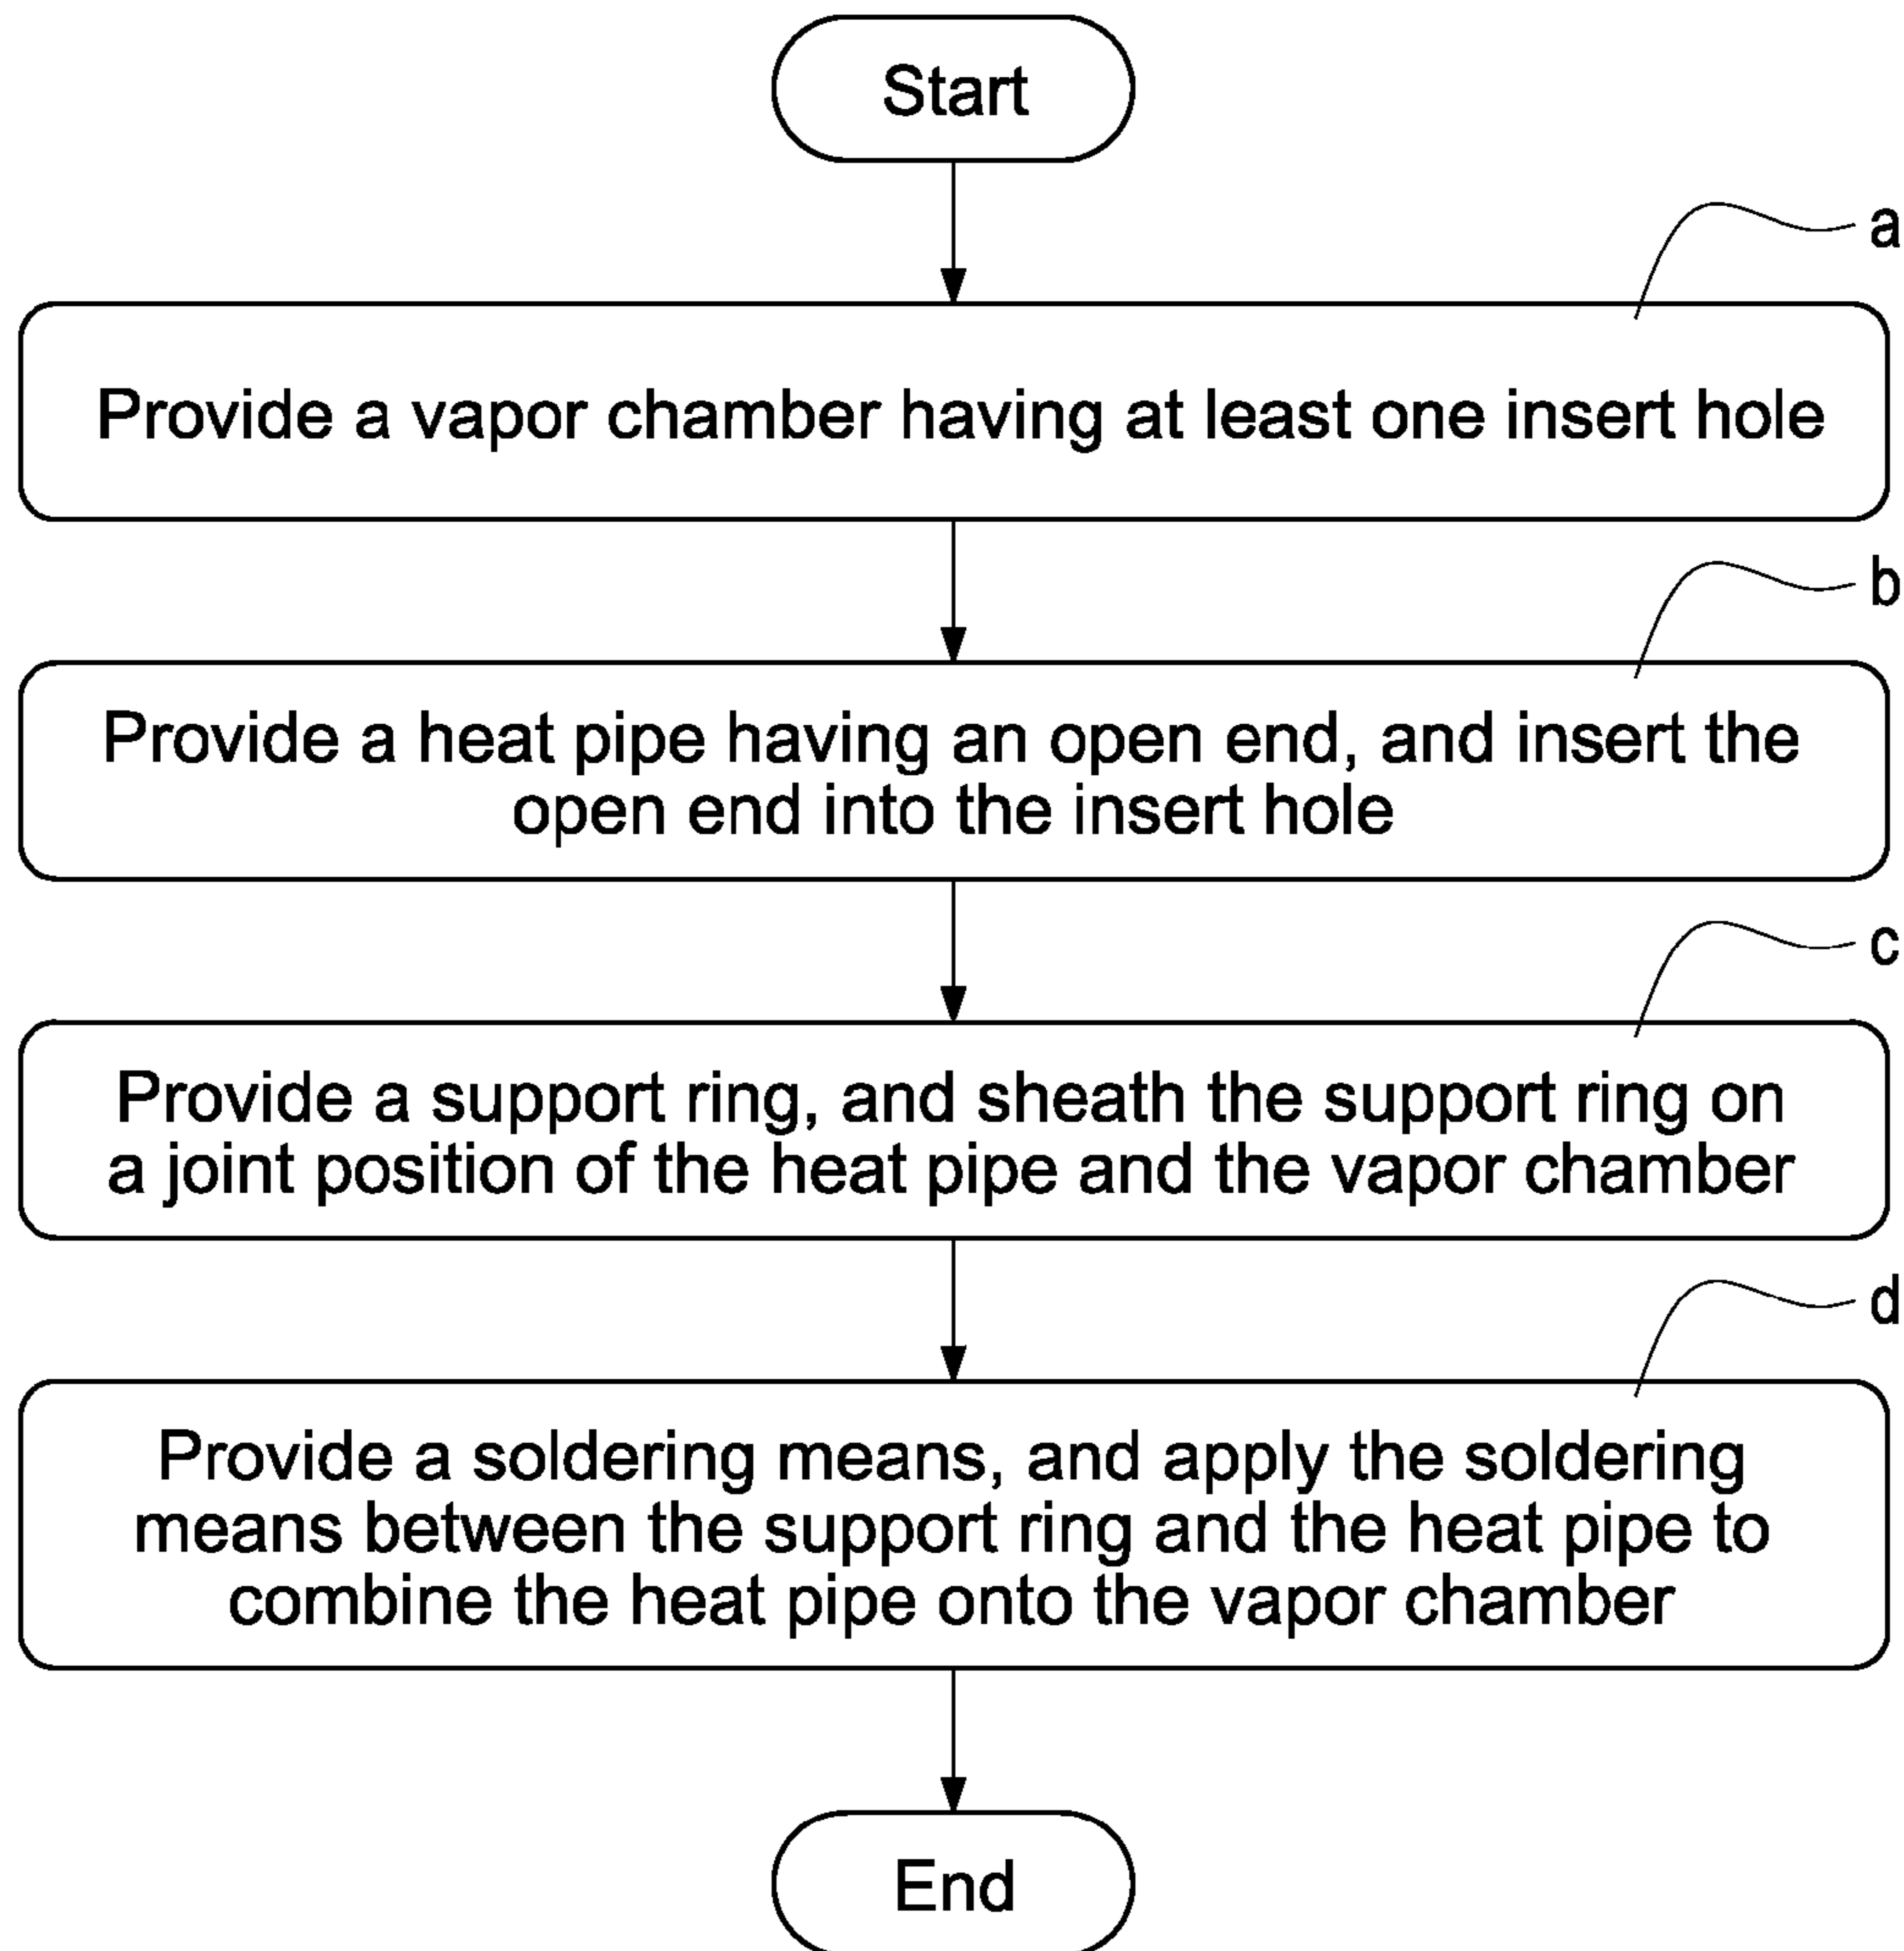 Start
a
Provide a vapor chamber having at least one insert hole
b
Provide a heat pipe having an open end, and insert the
open end into the insert hole
c
Provide a support ring, and sheath the support ring on
a joint position of the heat pipe and the vapor chamber
d
Provide a soldering means, and apply the soldering
means between the support ring and the heat pipe to
combine the heat pipe onto the vapor chamber
End